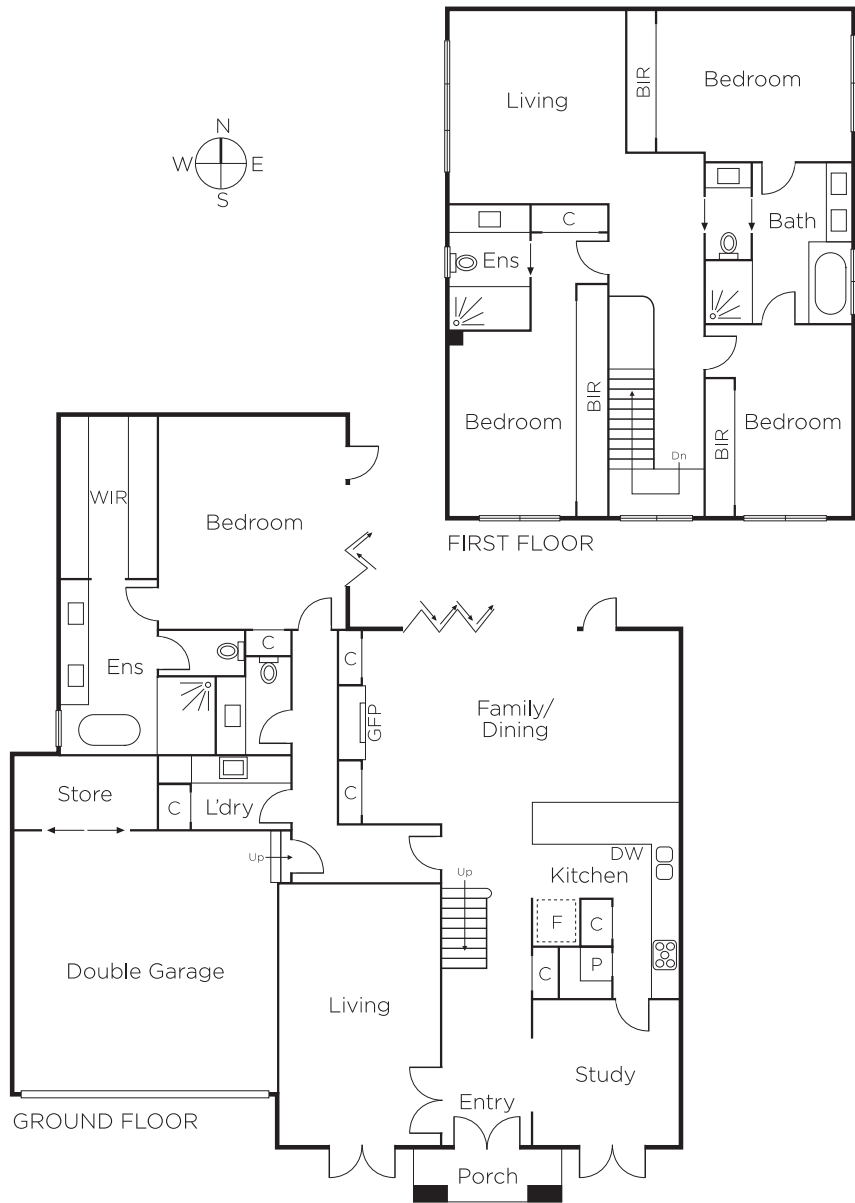 N
W E
S
Living
BIR
Bedroom
C
Ens
Bath
Bedroom
BIR
BIR
Bedroom
Dn
FIRST FLOOR
WIR
Bedroom
C
Ens
C
GFP
C
Family/
Dining
Store
C
L'dry
Up
Up
DW
Kitchen
F
C
C
P
Double Garage
Living
Study
Entry
Porch
GROUND FLOOR